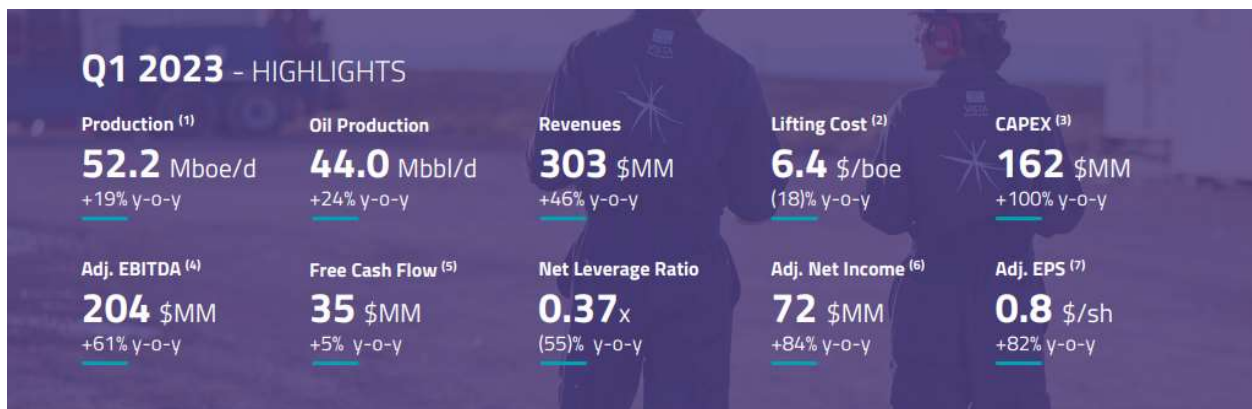 Q1 2023 - HIGHLIGHTS
Production (1)
52.2 Mboe/d
+19% y-o-y
Oil Production
44.0 Mbbl/d
+24% y-o-y
Revenues
303 $MM
+46% y-o-y
Lifting Cost (2)
6.4 $/boe
(18)% y-o-y
CAPEX (3)
162 $MM
+100% y-o-y
Adj. EBITDA (4)
204 $MM
+61% y-o-y
Free Cash Flow (5)
35 $MM
+5% y-o-y
Net Leverage Ratio
0.37x
(55)% y-o-y
Adj. Net Income (6)
72 $MM
+84% y-o-y
Adj. EPS (7)
0.8 $/sh
+82% y-o-y